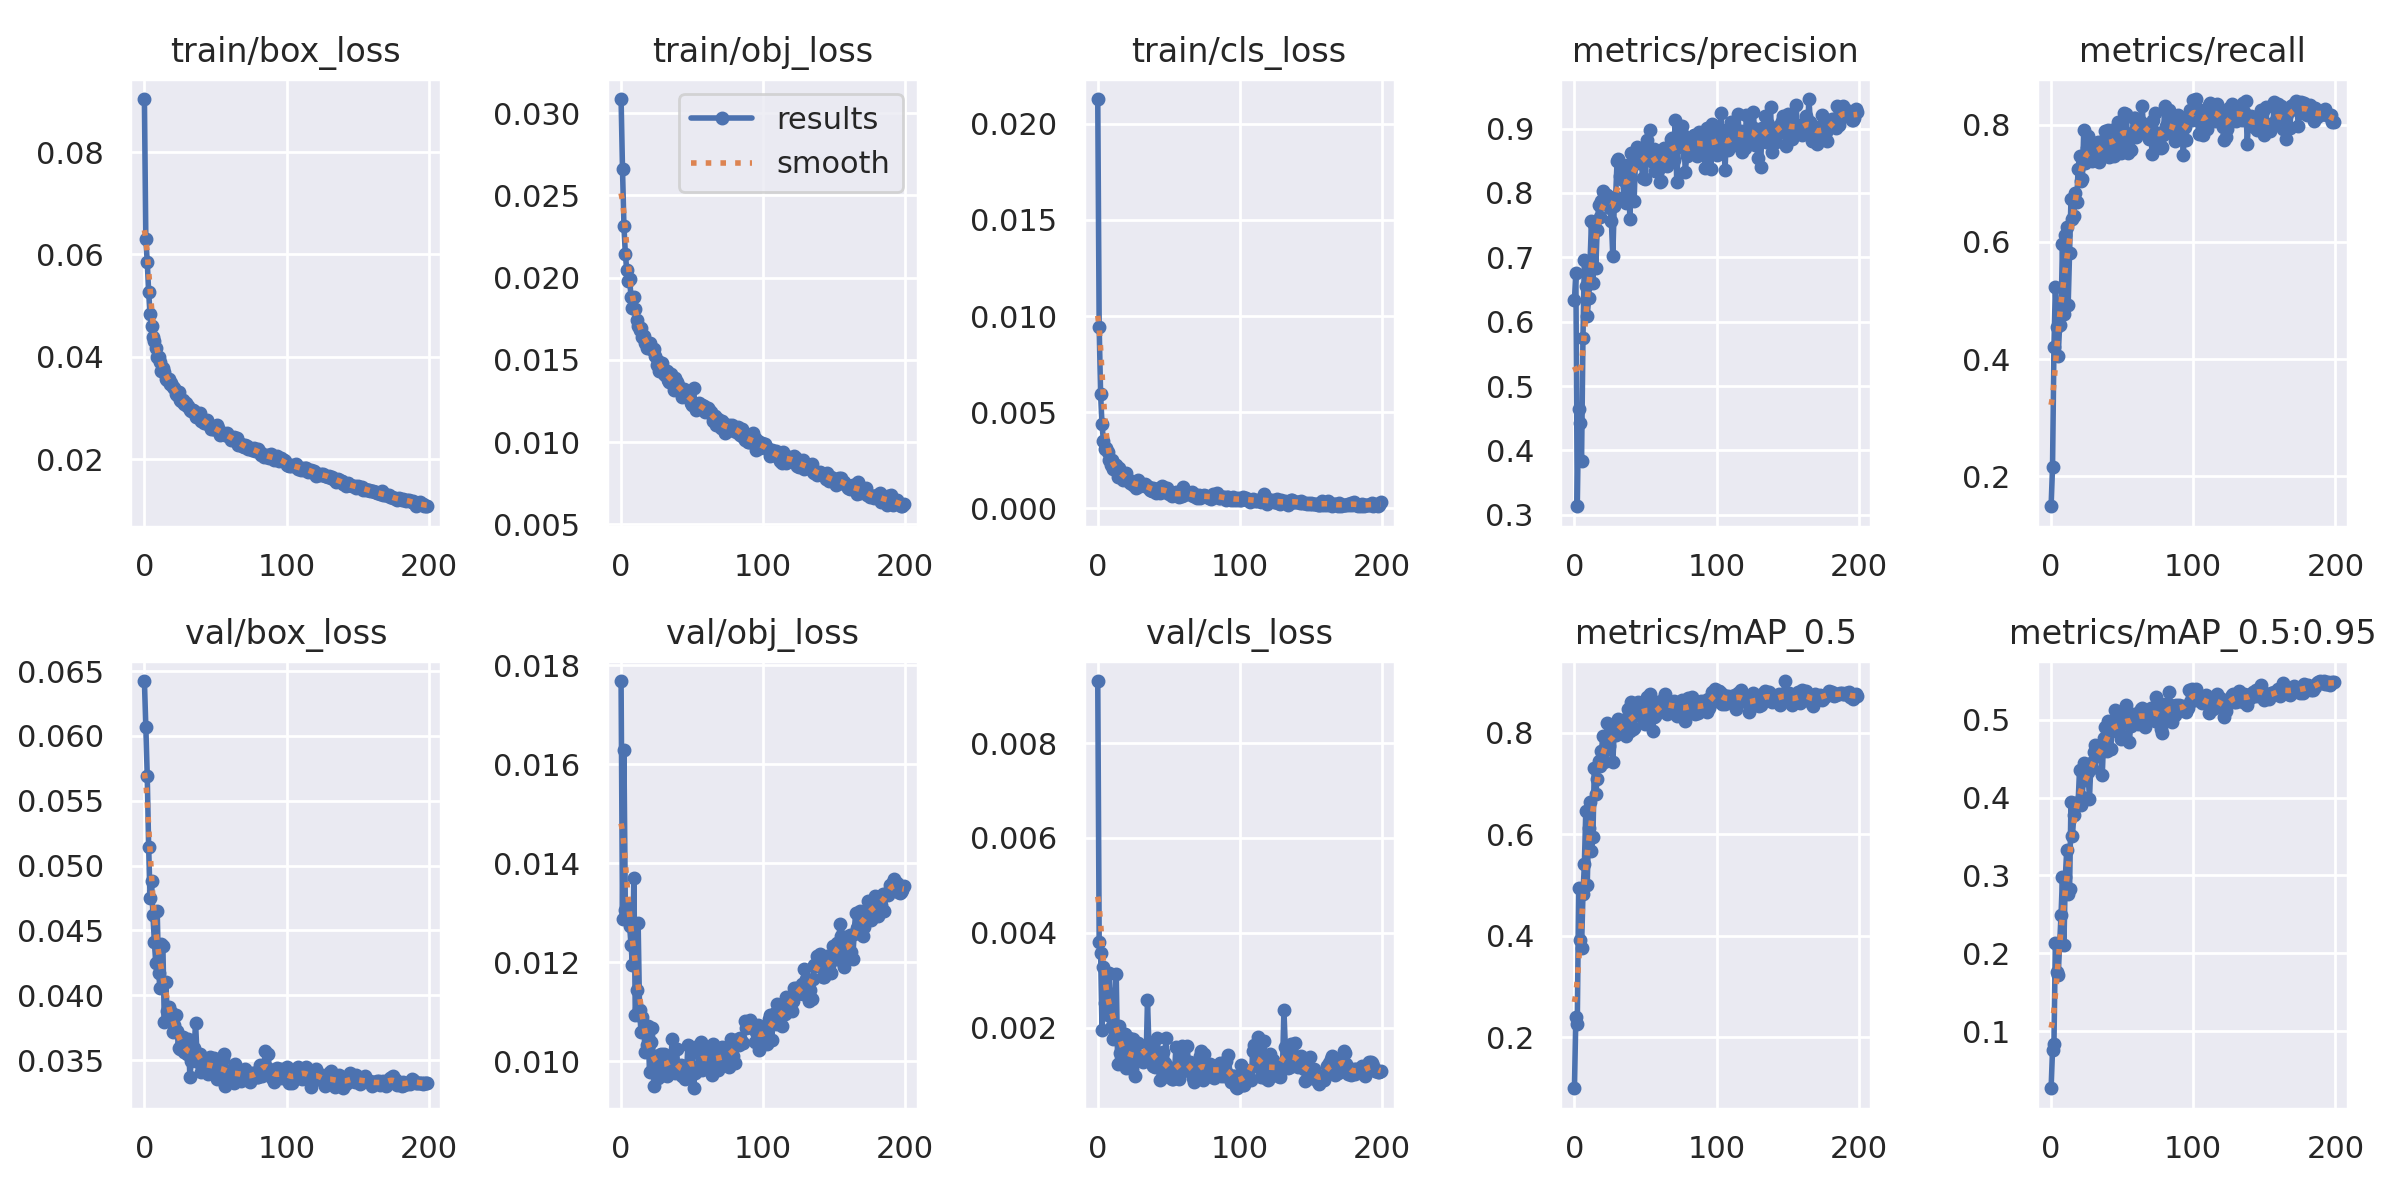 train/box_loss
0.08
0.06
0.04
0.02
0 100 200
train/obj_loss
results
smooth
0.030
0.025
0.020
0.015
0.010
0.005
0 100 200
train/cls_loss
0.020
0.015
0.010
0.005
0.000
0 100 200
metrics/precision
0.9
0.8
0.7
0.6
0.5
0.4
0.3
0 100 200
metrics/recall
0.8
0.6
0.4
0.2
0 100 200
val/box_loss
0.065
0.060
0.055
0.050
0.045
0.040
0.035
0 100 200
val/obj_loss
0.018
0.016
0.014
0.012
0.010
0 100 200
val/cls_loss
0.008
0.006
0.004
0.002
0 100 200
metrics/mAP_0.5
0.8
0.6
0.4
0.2
0 100 200
metrics/mAP_0.5:0.95
0.5
0.4
0.3
0.2
0.1
0 100 200